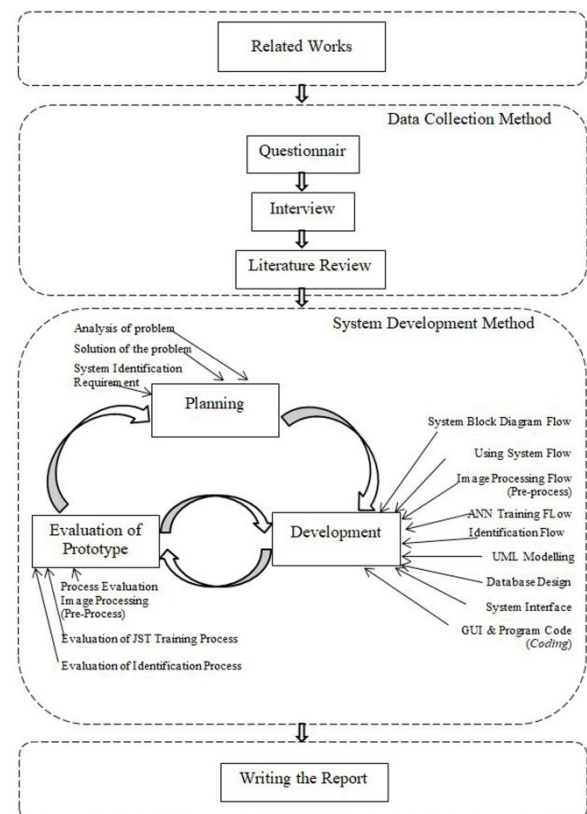 Related Works
Data Collection Method
Questionnair
Interview
Literature Review
System Development Method
Analysis of problem
Solution of the problem
System Identification
Requirement
Planning
System Block Diagram Flow
Using System Flow
Image Processing Flow
(Pre-process)
ANN Training FLow
Identification Flow
UML Modelling
Database Design
System Interface
GUI & Program Code
(Coding)
Development
Evaluation of
Prototype
Process Evaluation
Image Processing
(Pre-Process)
Evaluation of JST Training Process
Evaluation of Identification Process
Writing the Report